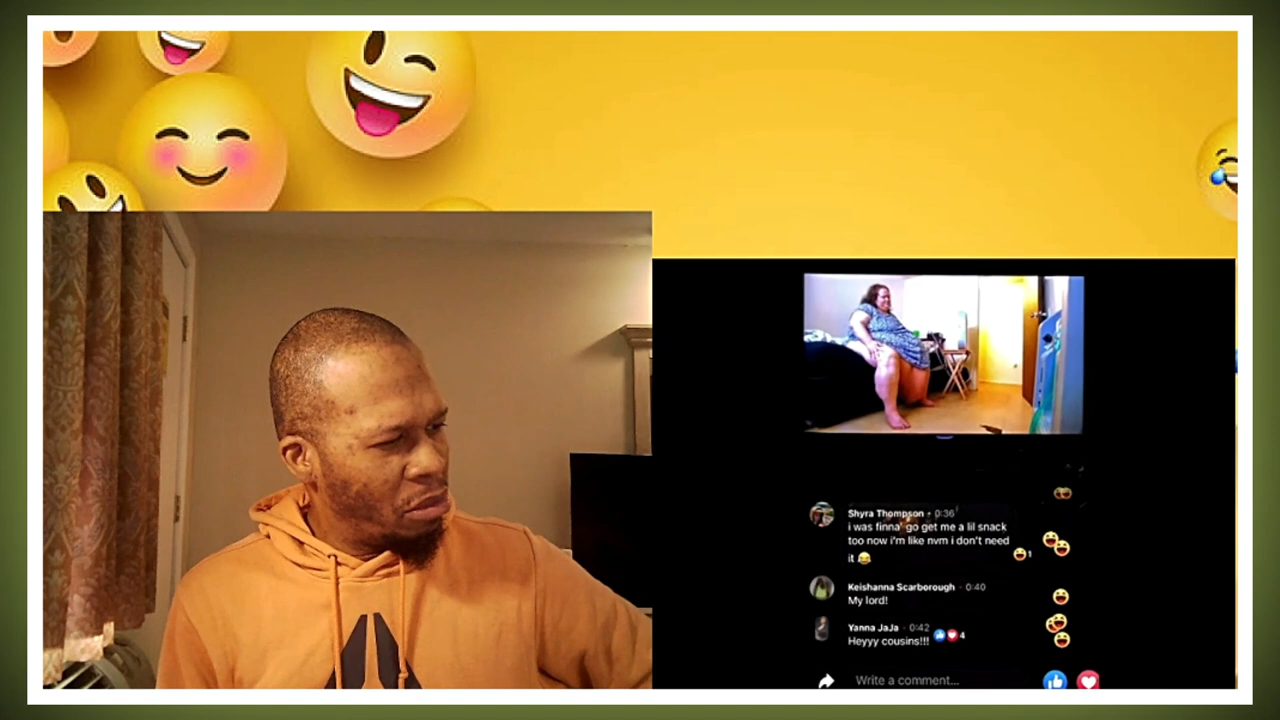 Shyra Thompson · 0:36
i was finna' go get me a lil snack
too now i'm like nvm i don't need
it 😂
😆1
Keishanna Scarborough · 0:40
My lord!
Yanna JaJa · 0:42
Heyyy cousins!!! 4
Write a comment...